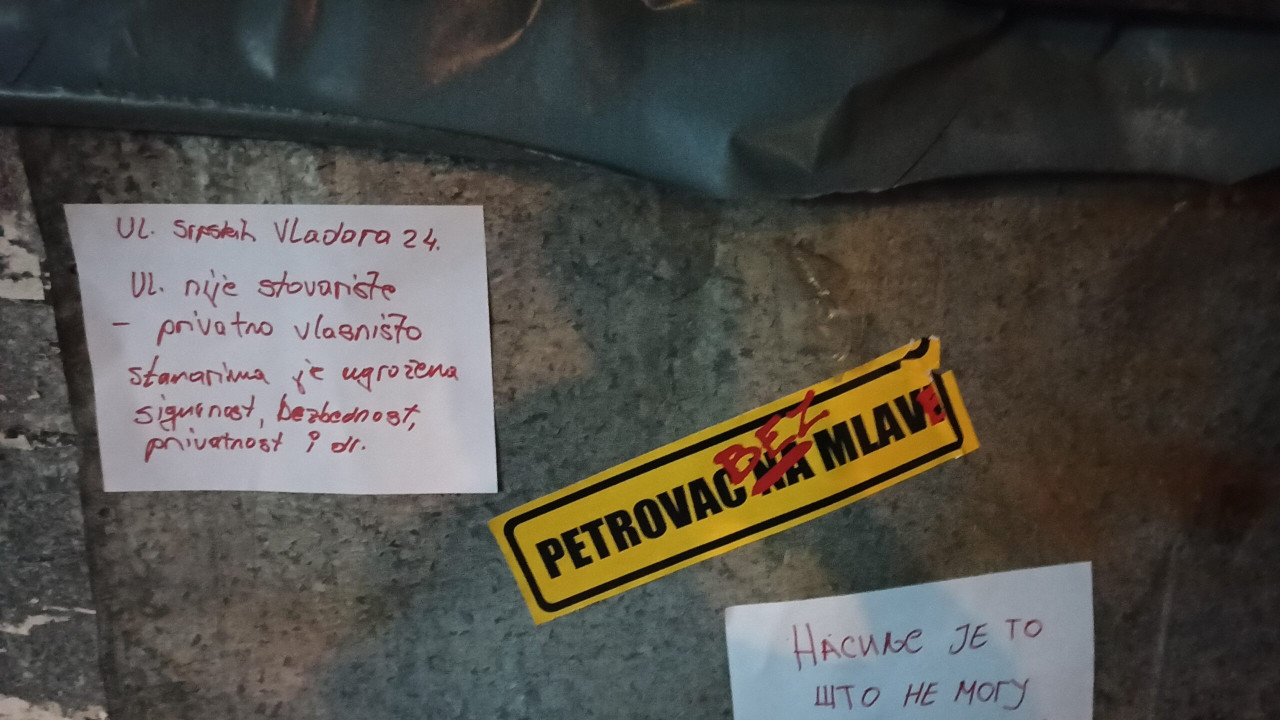 Ul. Srpskih Vladara 24.
Ul. nije stovarište
- privatno vlasništo
stanarima je ugrožena
sigurnost, bezbednost,
privatnost i dr.
BEZ
PETROVAC NA MLAVE
НАСИЉЕ ЈЕ ТО
ШТО НЕ МОГУ